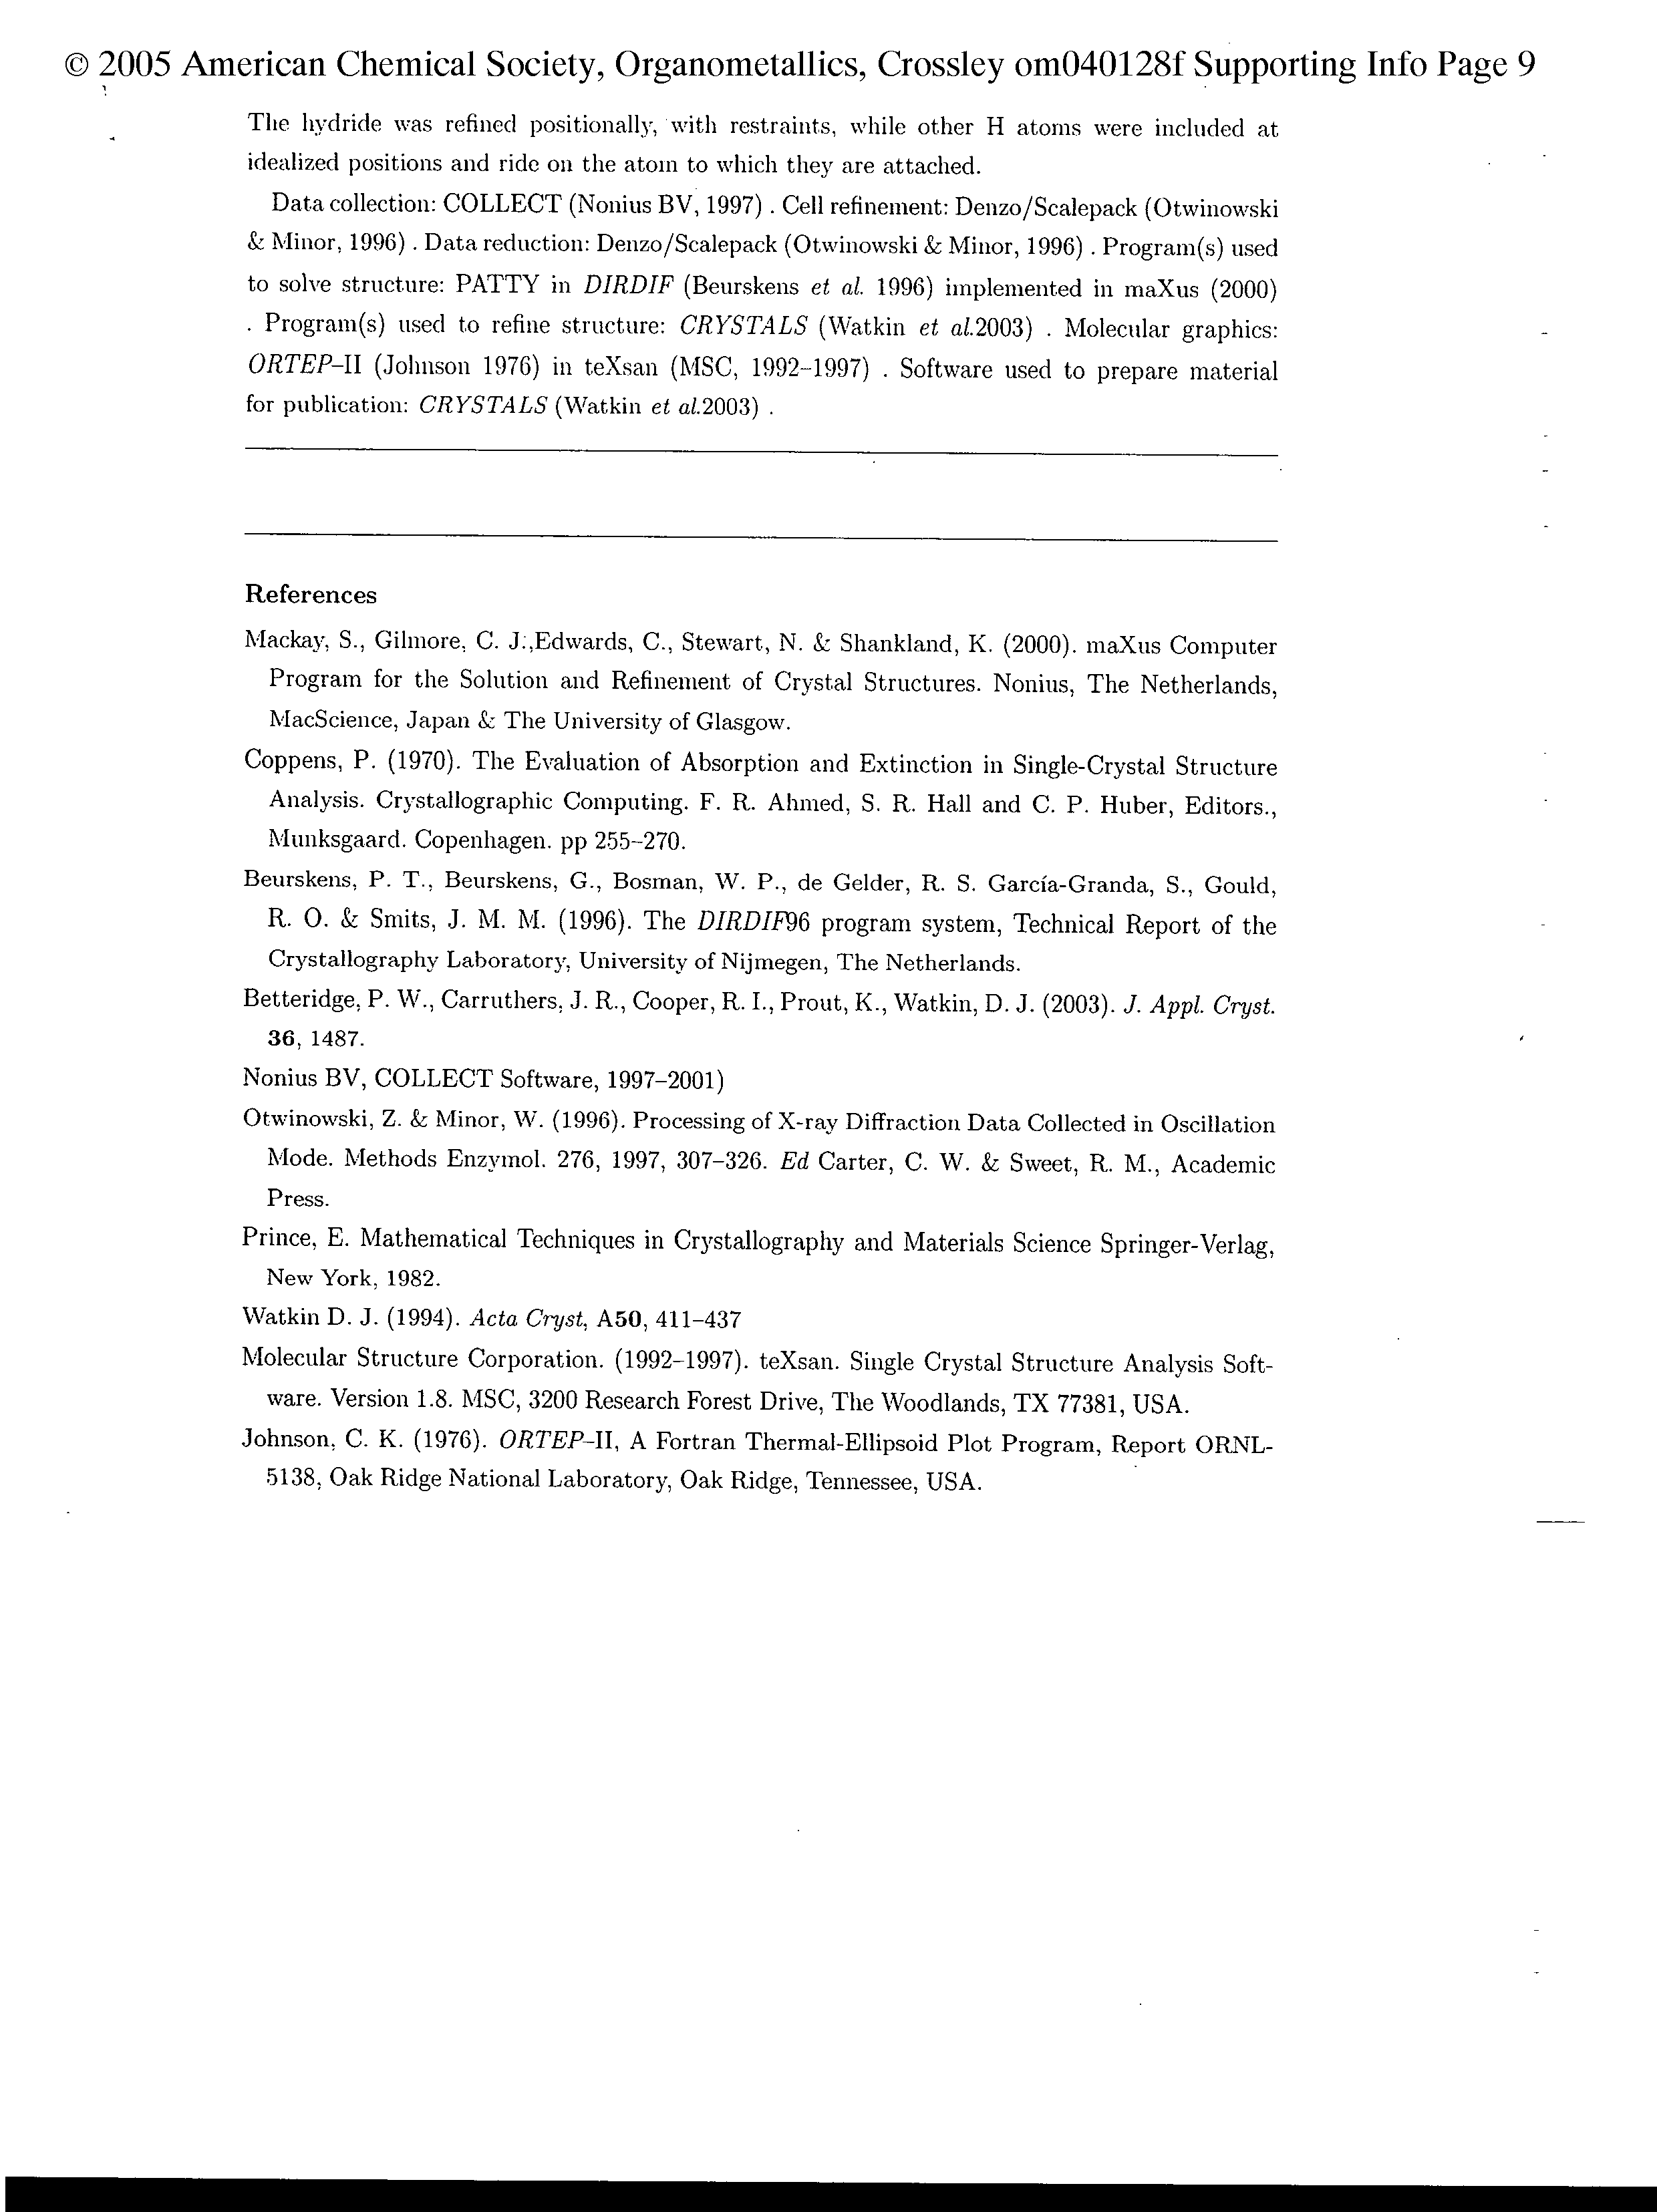 © 2005 American Chemical Society, Organometallics, Crossley om040128f Supporting Info Page 9
The hydride was refined positionally, with restraints, while other H atoms were included at
idealized positions and ride on the atom to which they are attached.
Data collection: COLLECT (Nonius BV, 1997) . Cell refinement: Denzo/Scalepack (Otwinowski
& Minor, 1996) . Data reduction: Denzo/Scalepack (Otwinowski & Minor, 1996) . Program(s) used
to solve structure: PATTY in DIRDIF (Beurskens et al. 1996) implemented in maXus (2000)
. Program(s) used to refine structure: CRYSTALS (Watkin et al.2003) . Molecular graphics:
ORTEP–II (Johnson 1976) in teXsan (MSC, 1992–1997) . Software used to prepare material
for publication: CRYSTALS (Watkin et al.2003) .
References
Mackay, S., Gilmore, C. J.,Edwards, C., Stewart, N. & Shankland, K. (2000). maXus Computer
Program for the Solution and Refinement of Crystal Structures. Nonius, The Netherlands,
MacScience, Japan & The University of Glasgow.
Coppens, P. (1970). The Evaluation of Absorption and Extinction in Single-Crystal Structure
Analysis. Crystallographic Computing. F. R. Ahmed, S. R. Hall and C. P. Huber, Editors.,
Munksgaard. Copenhagen. pp 255–270.
Beurskens, P. T., Beurskens, G., Bosman, W. P., de Gelder, R. S. García-Granda, S., Gould,
R. O. & Smits, J. M. M. (1996). The DIRDIF96 program system, Technical Report of the
Crystallography Laboratory, University of Nijmegen, The Netherlands.
Betteridge, P. W., Carruthers, J. R., Cooper, R. I., Prout, K., Watkin, D. J. (2003). J. Appl. Cryst.
36, 1487.
Nonius BV, COLLECT Software, 1997–2001)
Otwinowski, Z. & Minor, W. (1996). Processing of X-ray Diffraction Data Collected in Oscillation
Mode. Methods Enzymol. 276, 1997, 307–326. Ed Carter, C. W. & Sweet, R. M., Academic
Press.
Prince, E. Mathematical Techniques in Crystallography and Materials Science Springer-Verlag,
New York, 1982.
Watkin D. J. (1994). Acta Cryst, A50, 411–437
Molecular Structure Corporation. (1992–1997). teXsan. Single Crystal Structure Analysis Soft-
ware. Version 1.8. MSC, 3200 Research Forest Drive, The Woodlands, TX 77381, USA.
Johnson, C. K. (1976). ORTEP–II, A Fortran Thermal-Ellipsoid Plot Program, Report ORNL-
5138, Oak Ridge National Laboratory, Oak Ridge, Tennessee, USA.